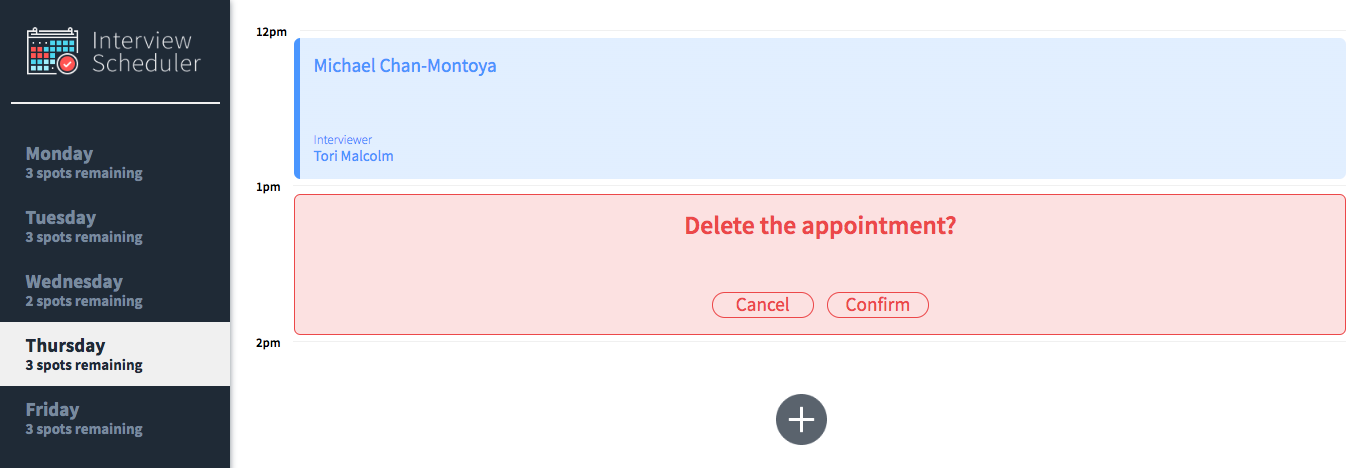 Interview
Scheduler
Monday
3 spots remaining
Tuesday
3 spots remaining
Wednesday
2 spots remaining
Thursday
3 spots remaining
Friday
3 spots remaining
12pm
Michael Chan-Montoya
Interviewer
Tori Malcolm
1pm
Delete the appointment?
Cancel Confirm
2pm